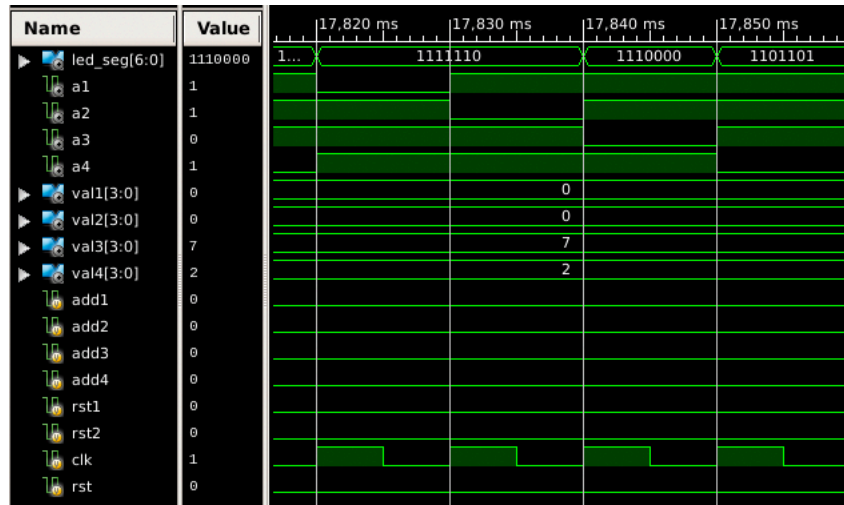 Name Value 17,820 ms 17,830 ms 17,840 ms 17,850 ms
led_seg[6:0] 1110000 1... 1111110 1110000 1101101
a1 1
a2 1
a3 0
a4 1
val1[3:0] 0 0
val2[3:0] 0 0
val3[3:0] 7 7
val4[3:0] 2 2
add1 0
add2 0
add3 0
add4 0
rst1 0
rst2 0
clk 1
rst 0